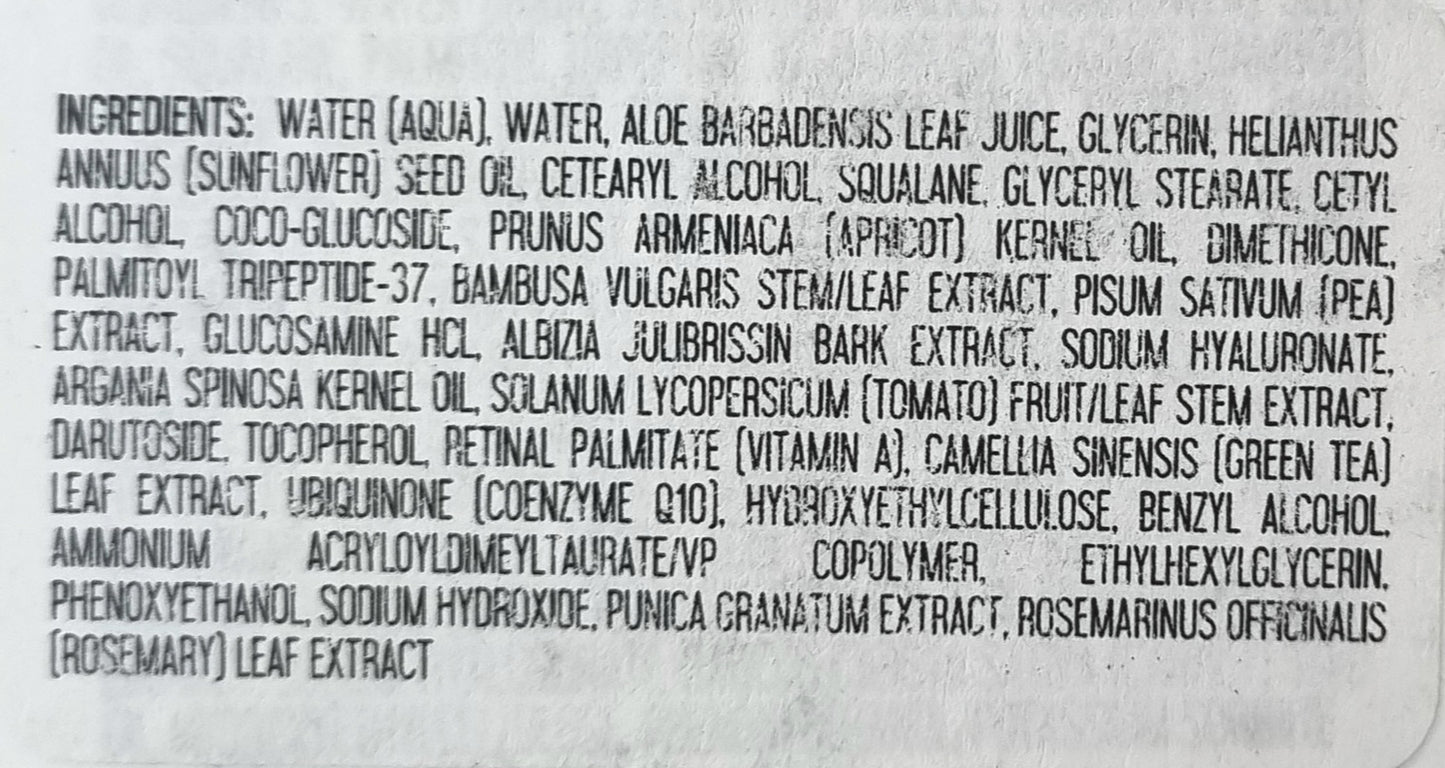 INGREDIENTS: WATER (AQUA), WATER, ALOE BARBADENSIS LEAF JUICE, GLYCERIN, HELIANTHUS
ANNUUS (SUNFLOWER) SEED OIL, CETEARYL ALCOHOL, SQUALANE, GLYCERYL STEARATE, CETYL
ALCOHOL, COCO-GLUCOSIDE, PRUNUS ARMENIACA (APRICOT) KERNEL OIL, DIMETHICONE,
PALMITOYL TRIPEPTIDE-37, BAMBUSA VULGARIS STEM/LEAF EXTRACT, PISUM SATIVUM (PEA)
EXTRACT, GLUCOSAMINE HCL, ALBIZIA JULIBRISSIN BARK EXTRACT, SODIUM HYALURONATE,
ARGANIA SPINOSA KERNEL OIL, SOLANUM LYCOPERSICUM (TOMATO) FRUIT/LEAF STEM EXTRACT,
DARUTOSIDE, TOCOPHEROL, RETINAL PALMITATE (VITAMIN A), CAMELLIA SINENSIS (GREEN TEA)
LEAF EXTRACT, UBIQUINONE (COENZYME Q10), HYDROXYETHYLCELLULOSE, BENZYL ALCOHOL,
AMMONIUM ACRYLOYLDIMEYLTAURATE/VP COPOLYMER, ETHYLHEXYLGLYCERIN,
PHENOXYETHANOL, SODIUM HYDROXIDE, PUNICA GRANATUM EXTRACT, ROSEMARINUS OFFICINALIS
(ROSEMARY) LEAF EXTRACT